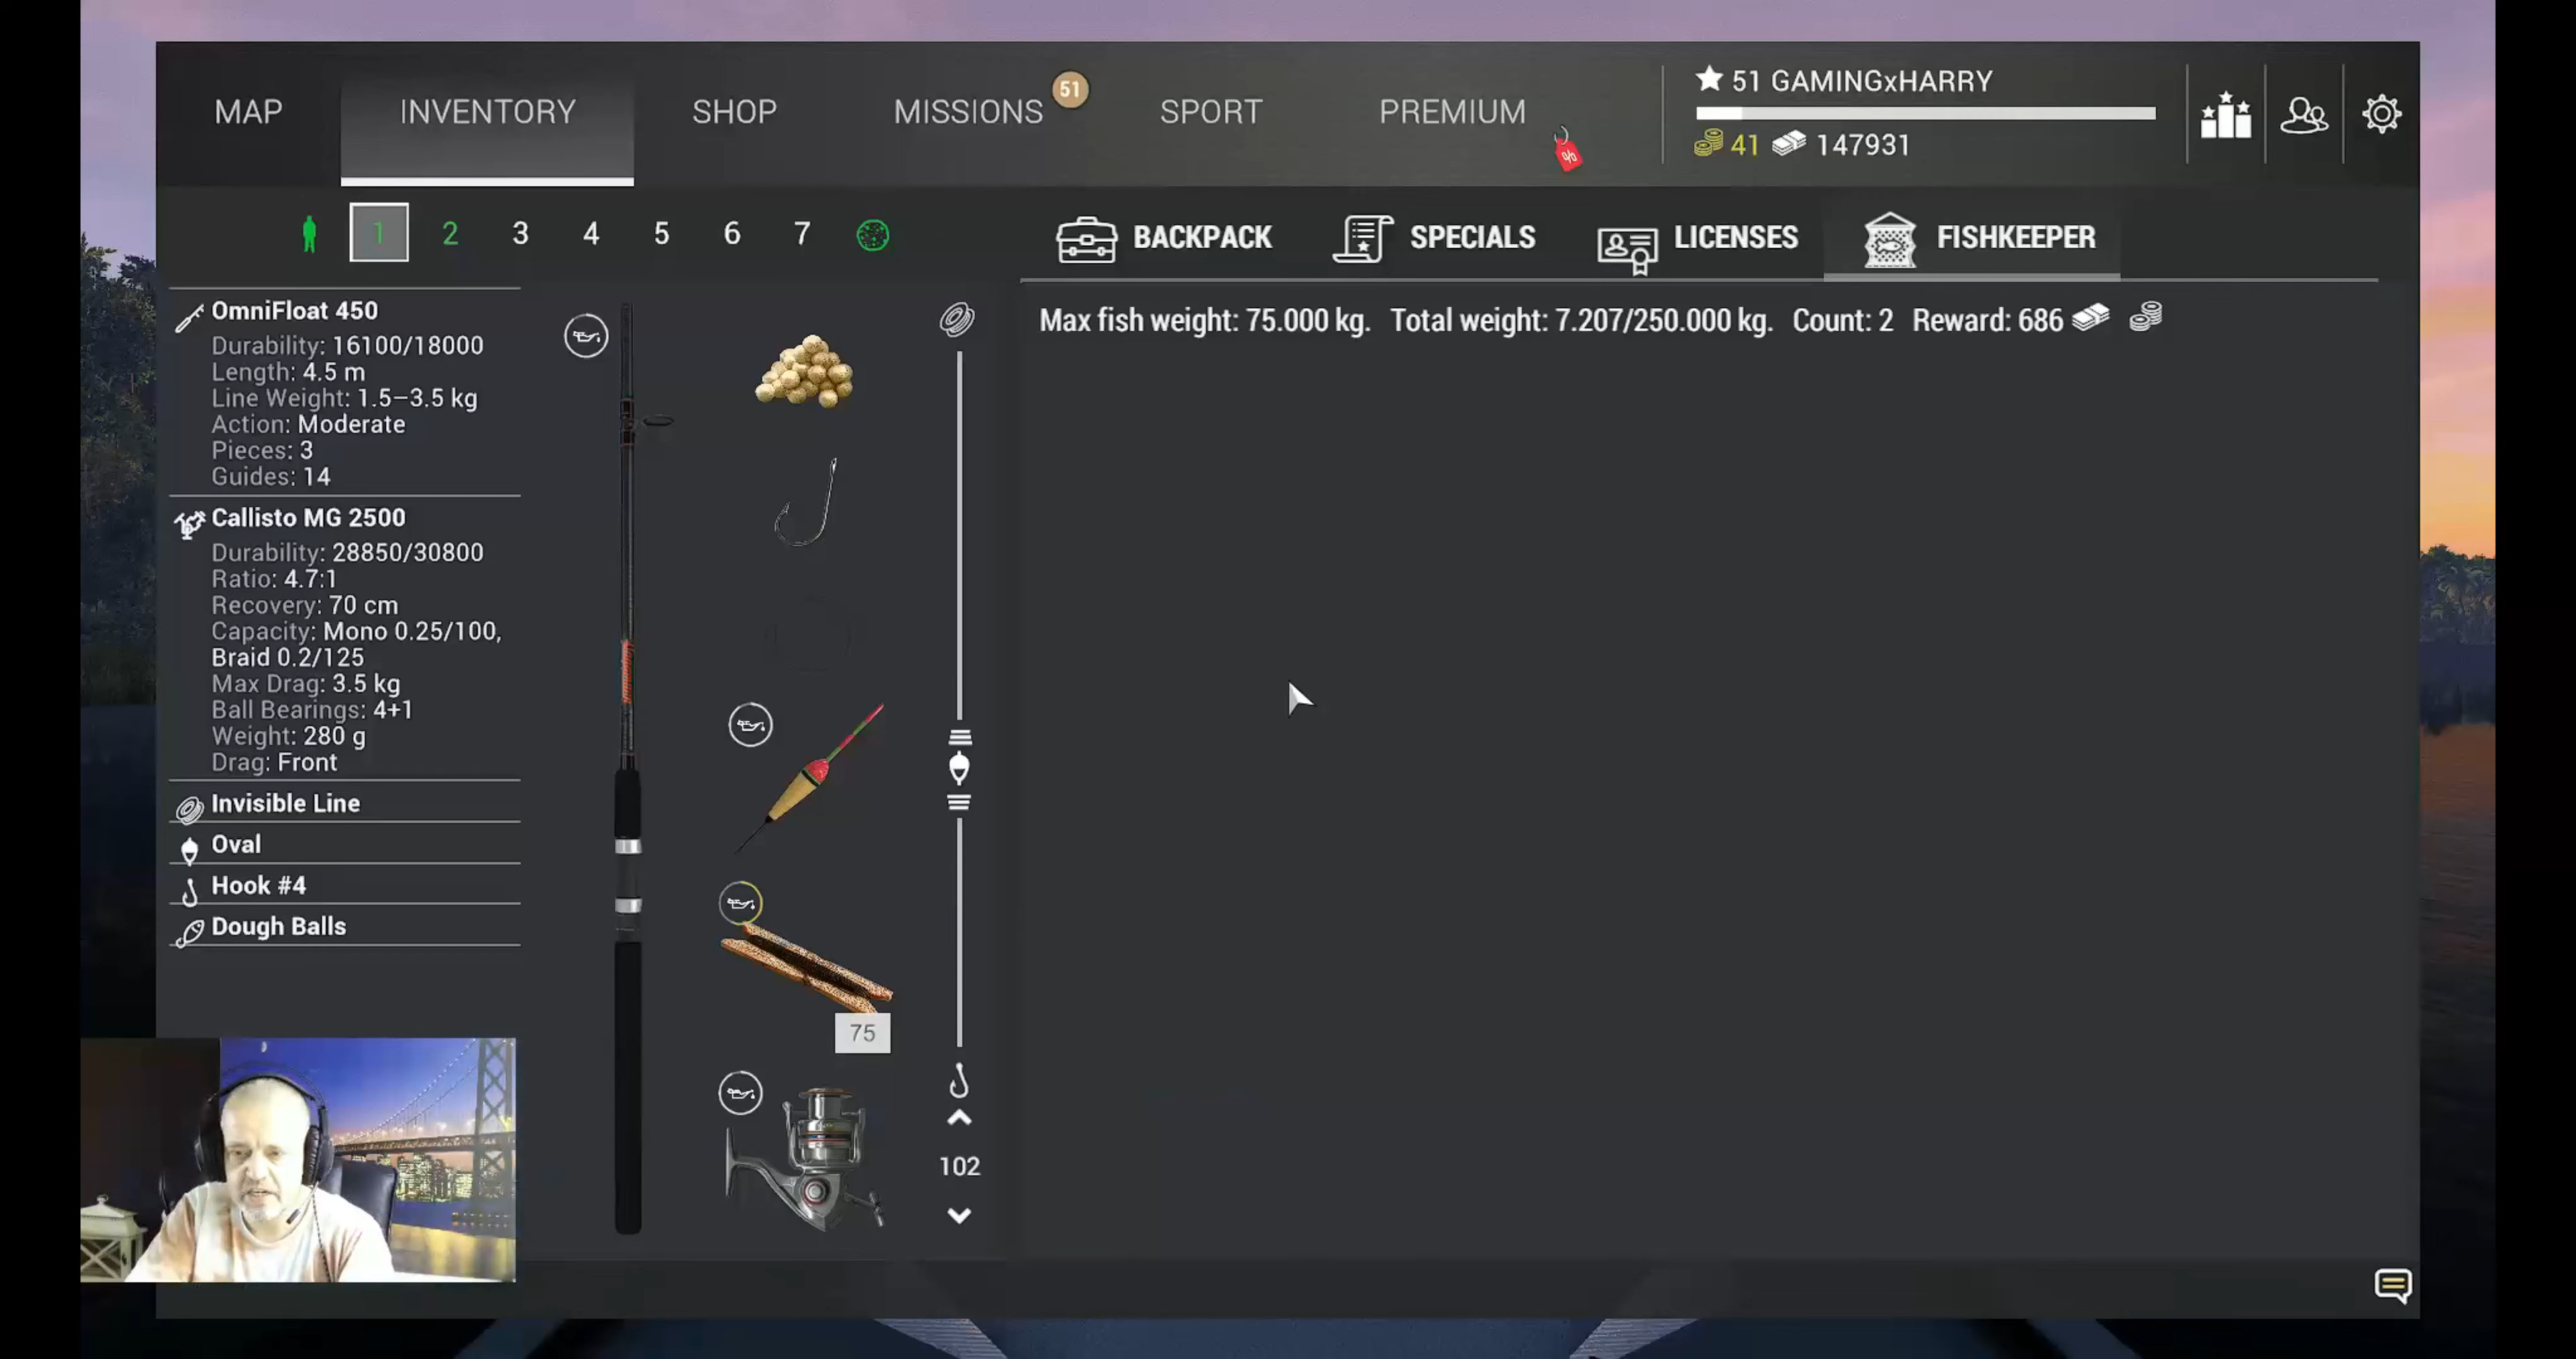 MAP
INVENTORY
SHOP
MISSIONS
51
SPORT
PREMIUM
%
51 GAMINGxHARRY
41 147931
1 2 3 4 5 6 7
BACKPACK
SPECIALS
LICENSES
FISHKEEPER
Max fish weight: 75.000 kg. Total weight: 7.207/250.000 kg. Count: 2 Reward: 686
OmniFloat 450
Durability: 16100/18000
Length: 4.5 m
Line Weight: 1.5–3.5 kg
Action: Moderate
Pieces: 3
Guides: 14
Callisto MG 2500
Durability: 28850/30800
Ratio: 4.7:1
Recovery: 70 cm
Capacity: Mono 0.25/100,
Braid 0.2/125
Max Drag: 3.5 kg
Ball Bearings: 4+1
Weight: 280 g
Drag: Front
Invisible Line
Oval
Hook #4
Dough Balls
75
102